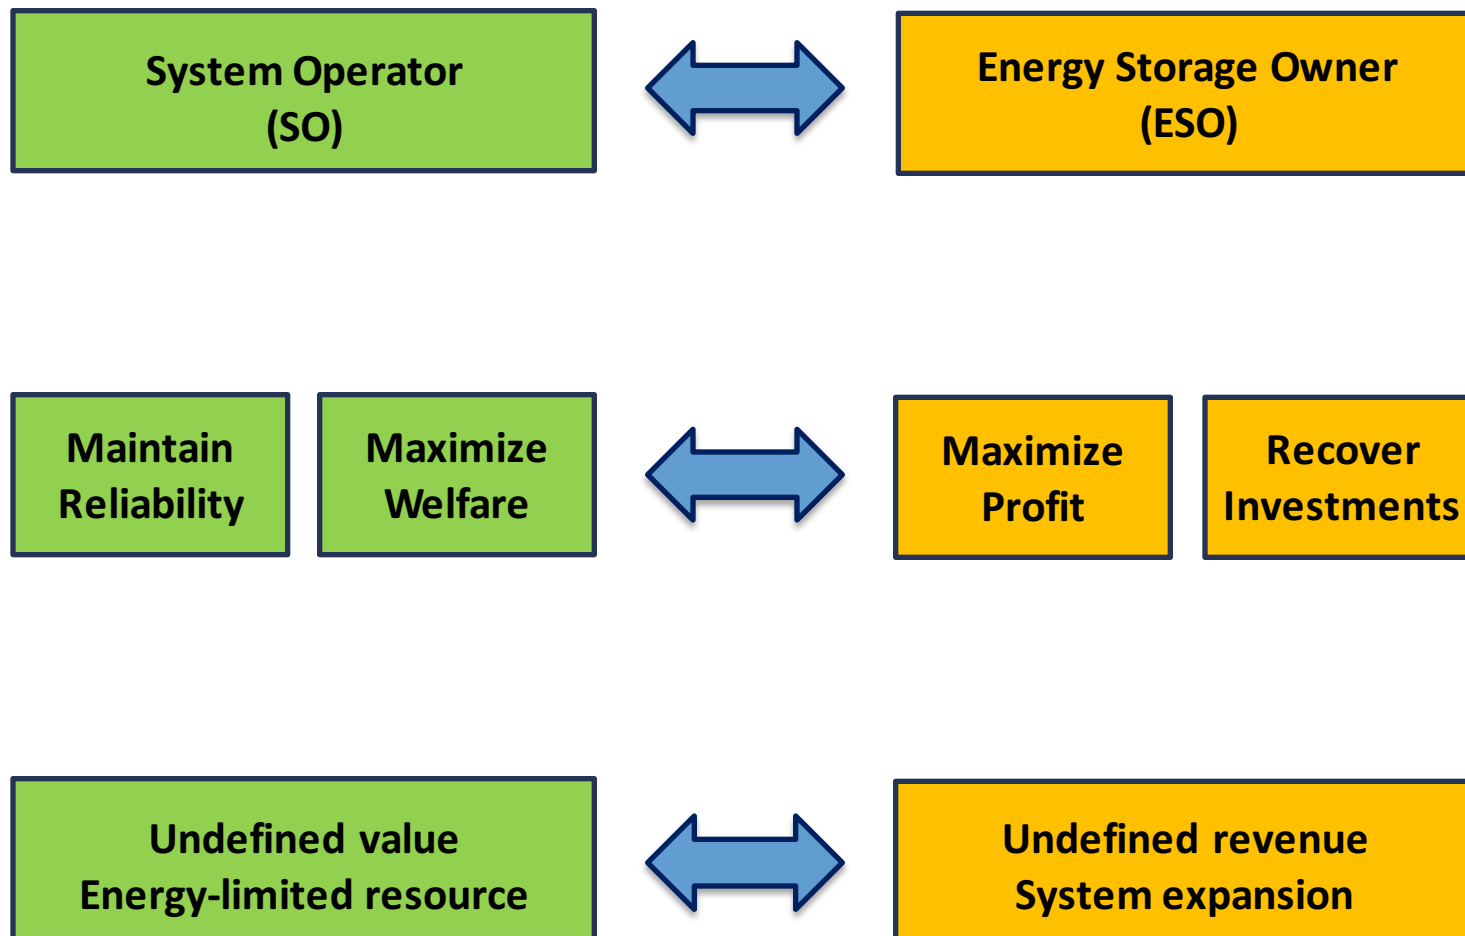 System Operator
(SO)
Energy Storage Owner
(ESO)
Maintain
Reliability
Maximize
Welfare
Maximize
Profit
Recover
Investments
Undefined value
Energy-limited resource
Undefined revenue
System expansion